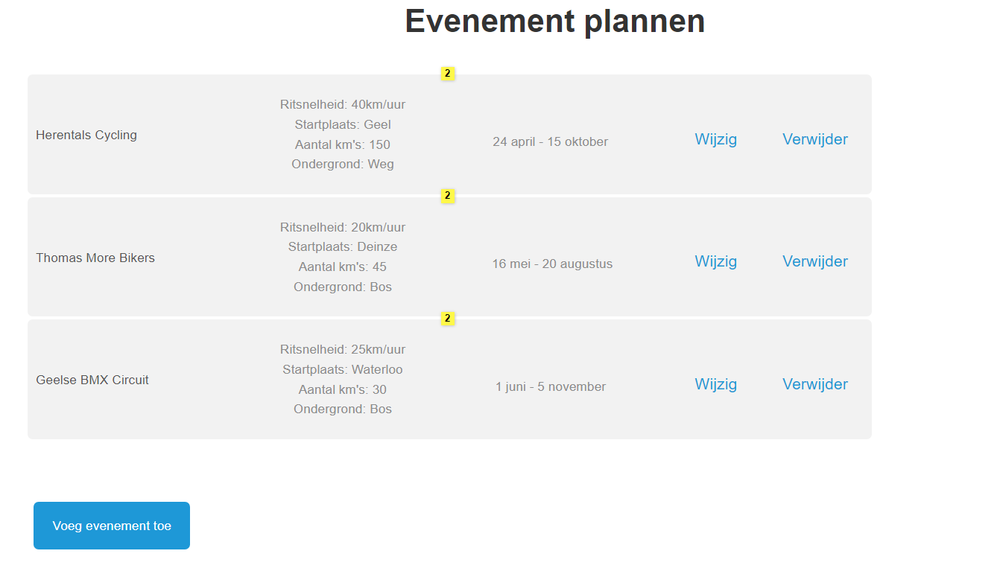 Evenement plannen
2
Herentals Cycling
Ritsnelheid: 40km/uur
Startplaats: Geel
Aantal km's: 150
Ondergrond: Weg
24 april - 15 oktober
Wijzig
Verwijder
2
Thomas More Bikers
Ritsnelheid: 20km/uur
Startplaats: Deinze
Aantal km's: 45
Ondergrond: Bos
16 mei - 20 augustus
Wijzig
Verwijder
2
Geelse BMX Circuit
Ritsnelheid: 25km/uur
Startplaats: Waterloo
Aantal km's: 30
Ondergrond: Bos
1 juni - 5 november
Wijzig
Verwijder
Voeg evenement toe